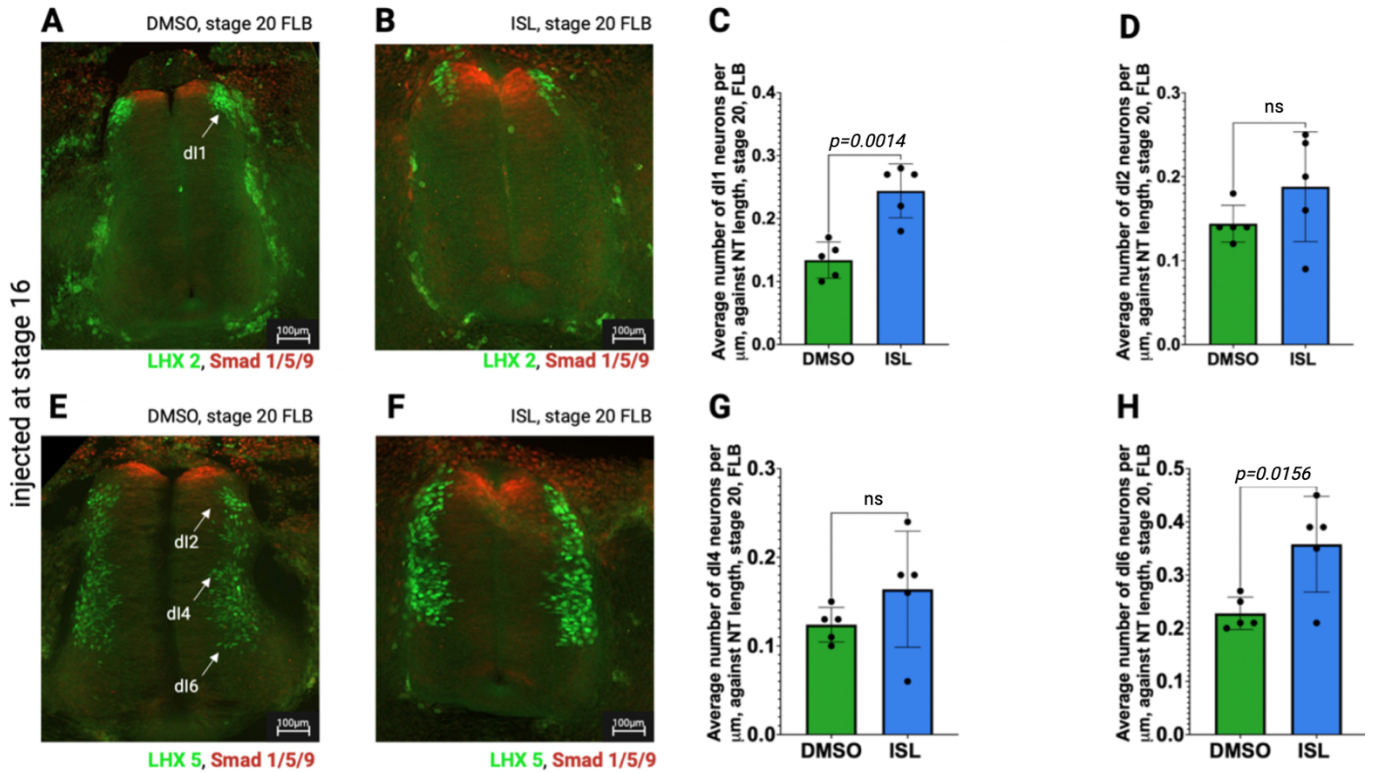 A
DMSO, stage 20 FLB
B
ISL, stage 20 FLB
C
D
injected at stage 16
dI1
100µm
100µm
LHX 2, Smad 1/5/9
LHX 2, Smad 1/5/9
Average number of dI1 neurons per
µm, against NT length, stage 20, FLB
0.4
0.3
0.2
0.1
0.0
p=0.0014
DMSO
ISL
Average number of dI2 neurons per
µm, against NT length, stage 20, FLB
0.3
0.2
0.1
0.0
ns
DMSO
ISL
E
DMSO, stage 20 FLB
F
ISL, stage 20 FLB
G
H
dI2
dI4
dI6
100µm
100µm
LHX 5, Smad 1/5/9
LHX 5, Smad 1/5/9
Average number of dI4 neurons per
µm, against NT length, stage 20, FLB
0.3
0.2
0.1
0.0
ns
DMSO
ISL
Average number of dI6 neurons per
µm, against NT length, stage 20, FLB
0.5
0.4
0.3
0.2
0.1
0.0
p=0.0156
DMSO
ISL